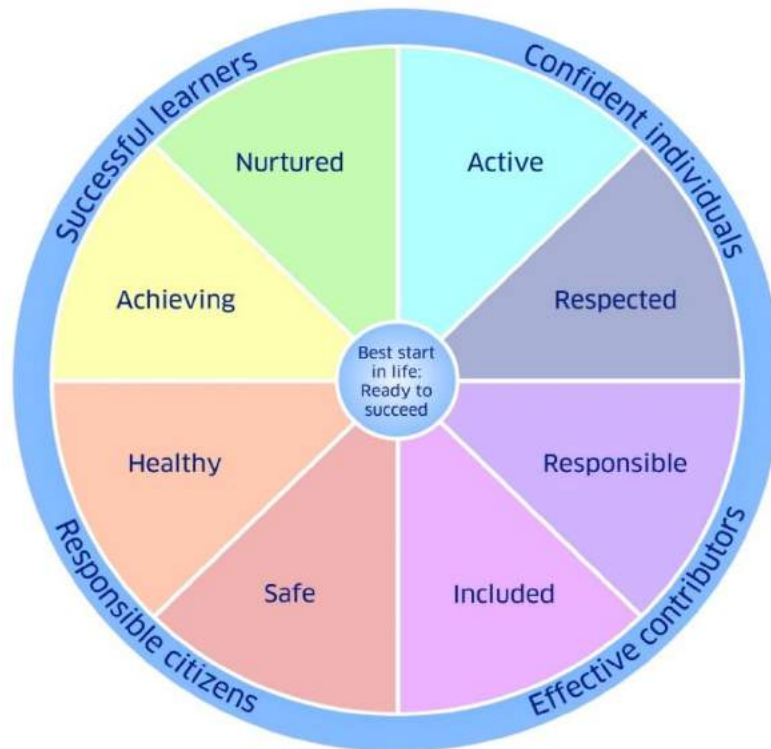 Successful learners
Confident individuals
Nurtured
Active
Achieving
Respected
Best start
in life:
Ready to
succeed
Healthy
Responsible
Safe
Included
Responsible citizens
Effective contributors